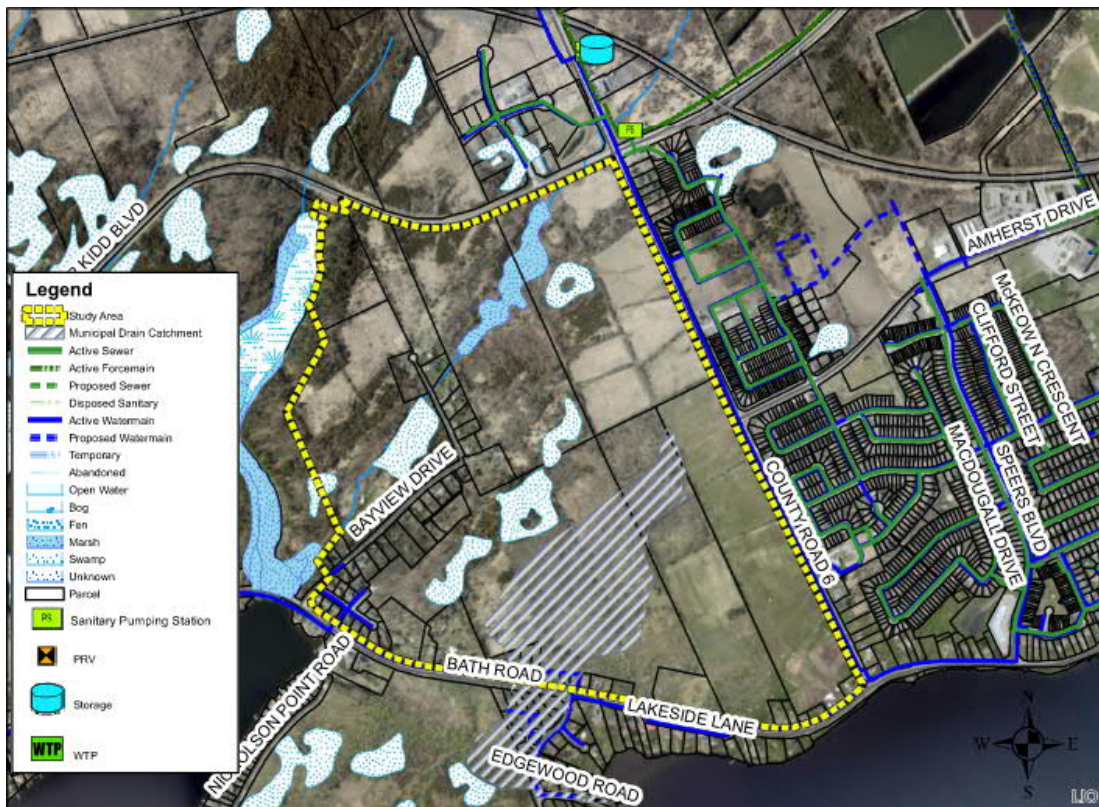 KIDD BLVD
AMHERST DRIVE
McKEOWN CRESCENT
CLIFFORD STREET
SPEERS BLVD
MACDOUGALL DRIVE
COUNTY ROAD 6
BAYVIEW DRIVE
BATH ROAD
LAKESIDE LANE
NICHOLSON POINT ROAD
EDGEWOOD ROAD
PS
Legend
Study Area
Municipal Drain Catchment
Active Sewer
Active Forcemain
Proposed Sewer
Disposed Sanitary
Active Watermain
Proposed Watermain
Temporary
Abandoned
Open Water
Bog
Fen
Marsh
Swamp
Unknown
Parcel
PS Sanitary Pumping Station
PRV
Storage
WTP WTP
N
W E
S